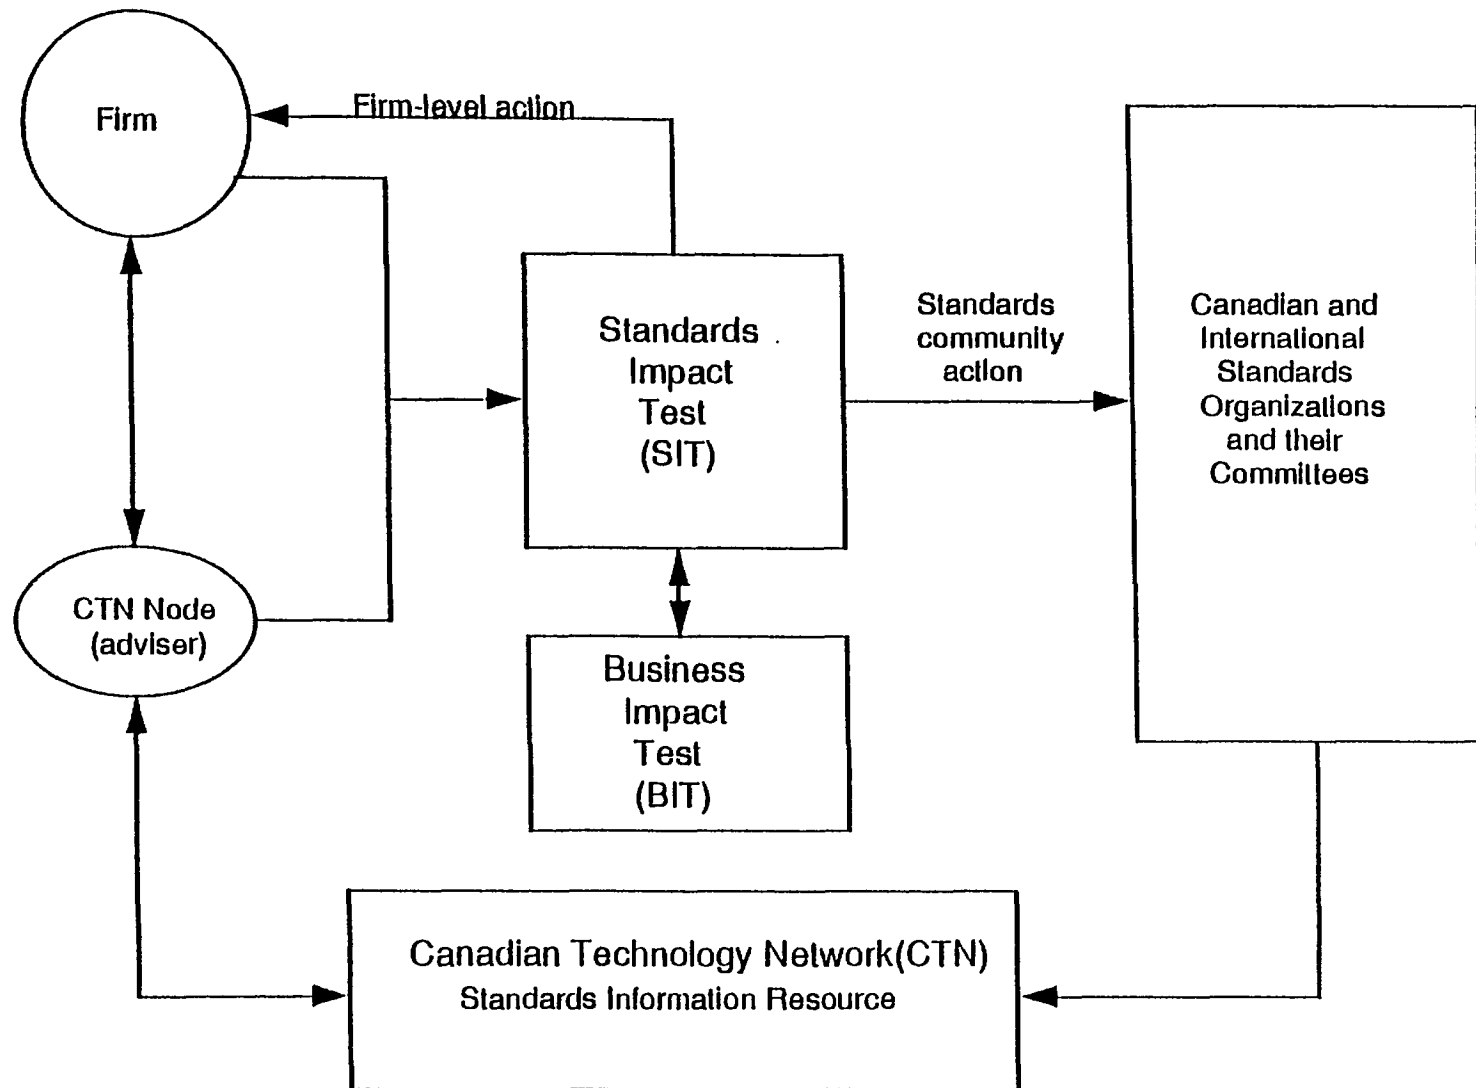 Firm
Firm-level action
Standards
Impact
Test
(SIT)
Standards
community
action
Canadian and
International
Standards
Organizations
and their
Committees
CTN Node
(adviser)
Business
Impact
Test
(BIT)
Canadian Technology Network(CTN)
Standards Information Resource